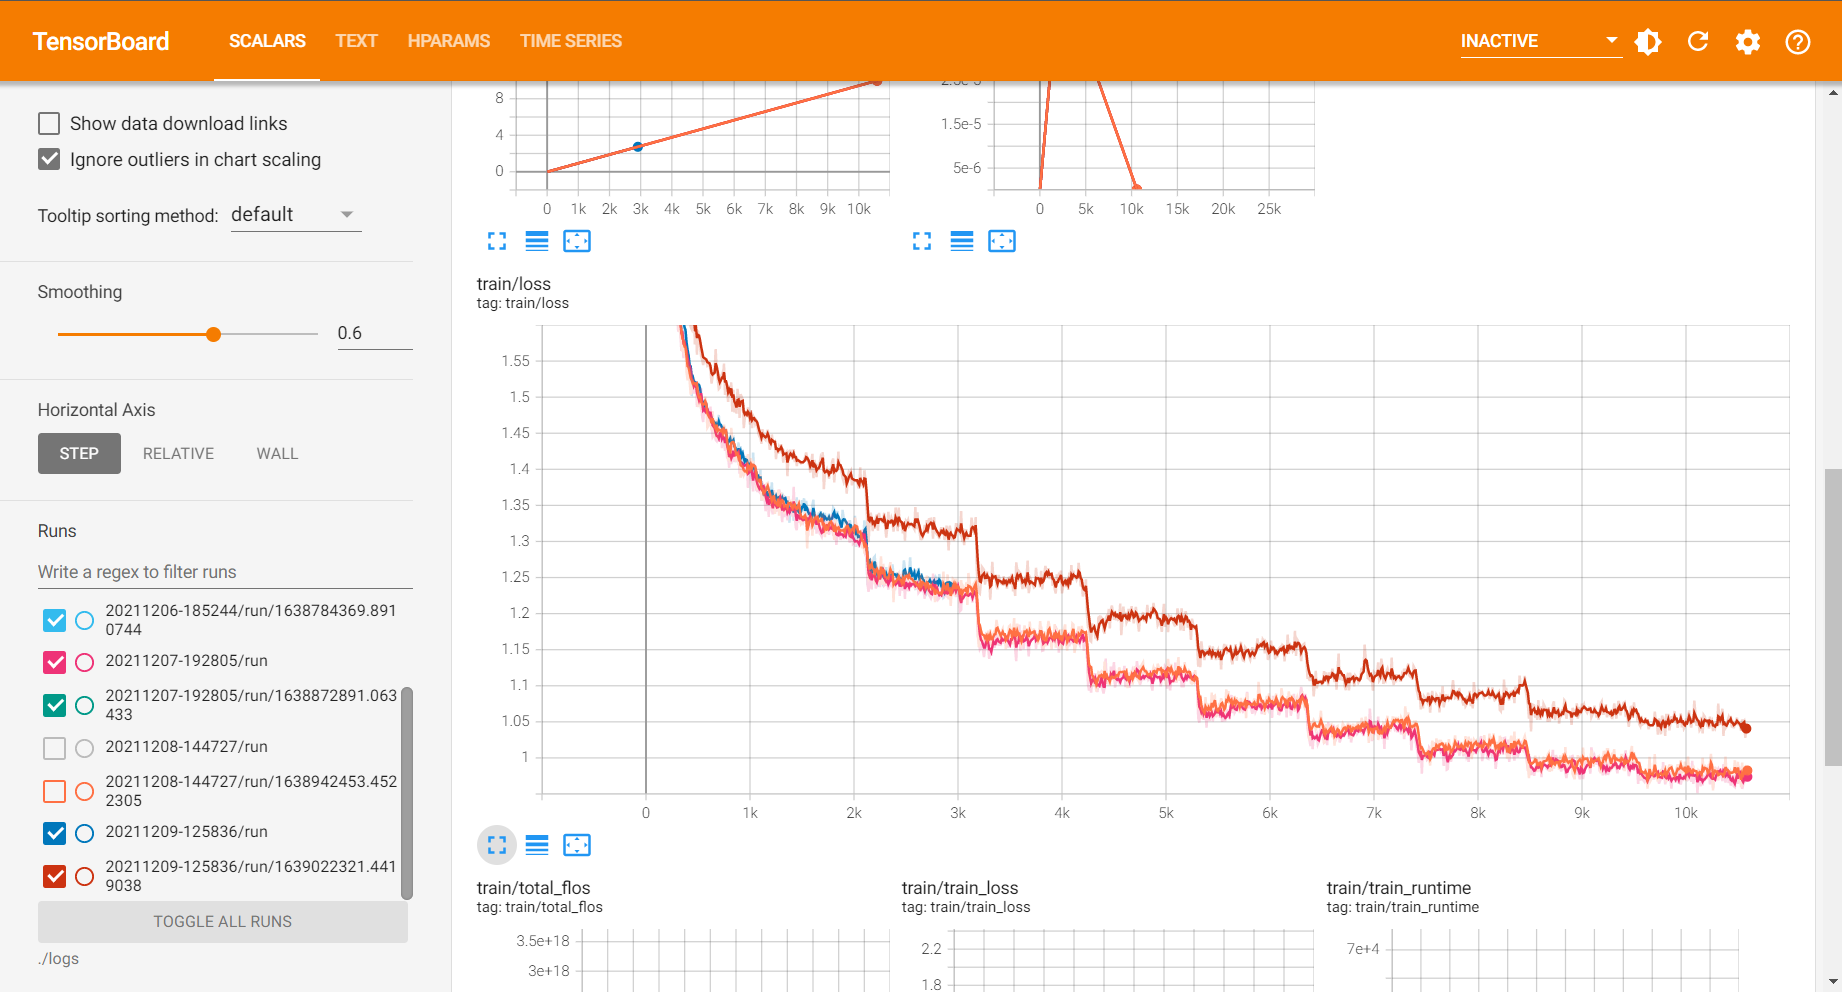 TensorBoard
SCALARS
TEXT
HPARAMS
TIME SERIES
INACTIVE
Show data download links
Ignore outliers in chart scaling
Tooltip sorting method: default
Smoothing
0.6
Horizontal Axis
STEP
RELATIVE
WALL
Runs
Write a regex to filter runs
20211206-185244/run/1638784369.891
0744
20211207-192805/run
20211207-192805/run/1638872891.063
433
20211208-144727/run
20211208-144727/run/1638942453.452
2305
20211209-125836/run
20211209-125836/run/1639022321.441
9038
TOGGLE ALL RUNS
./logs
8
4
0
0 1k 2k 3k 4k 5k 6k 7k 8k 9k 10k
1.5e-5
5e-6
0 5k 10k 15k 20k 25k
train/loss
tag: train/loss
1.55
1.5
1.45
1.4
1.35
1.3
1.25
1.2
1.15
1.1
1.05
1
0 1k 2k 3k 4k 5k 6k 7k 8k 9k 10k
train/total_flos
tag: train/total_flos
3.5e+18
3e+18
train/train_loss
tag: train/train_loss
2.2
1.8
train/train_runtime
tag: train/train_runtime
7e+4